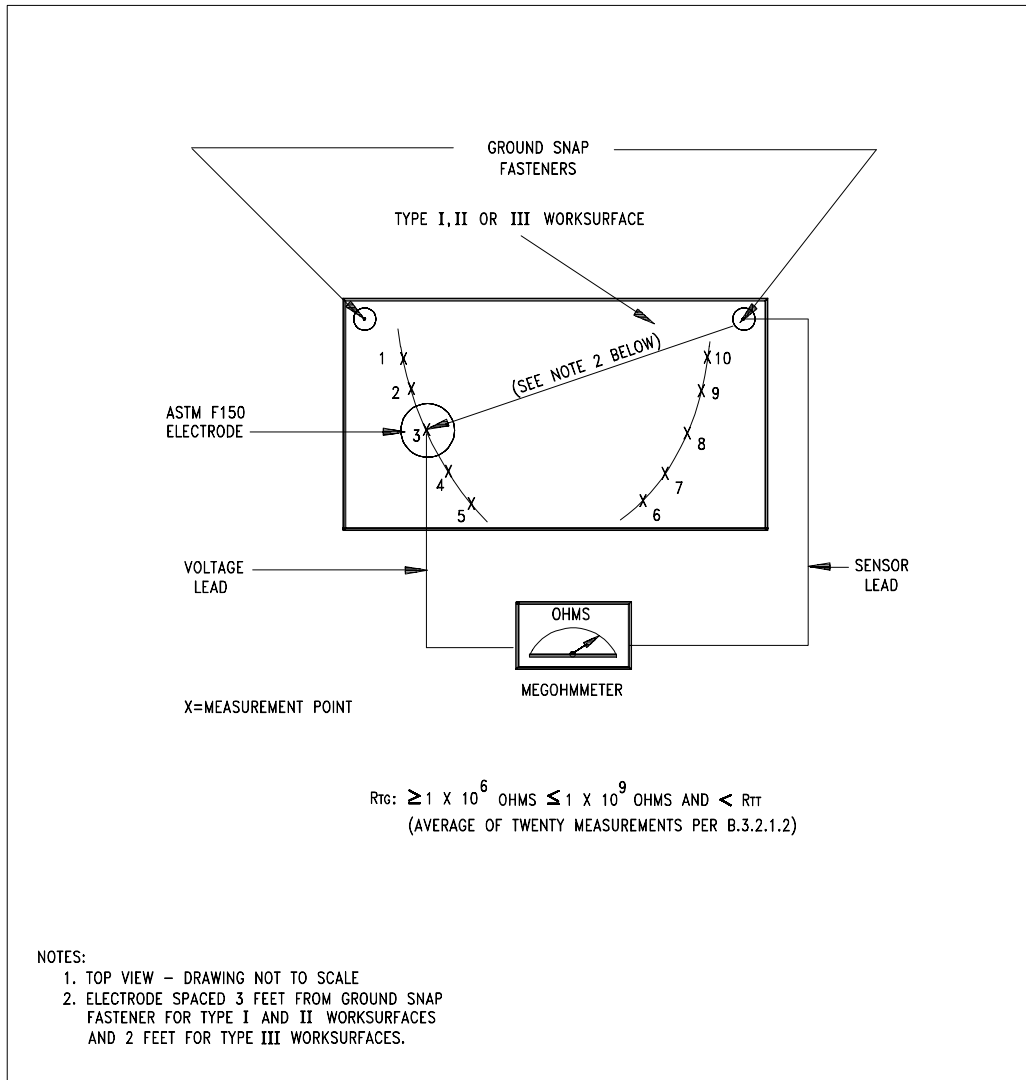 GROUND SNAP
FASTENERS
TYPE I,II OR III WORKSURFACE
(SEE NOTE 2 BELOW)
1
2
3
4
5
10
9
8
7
6
ASTM F150
ELECTRODE
VOLTAGE
LEAD
SENSOR
LEAD
OHMS
MEGOHMMETER
X=MEASUREMENT POINT
RTG: ≥1 X 10^6 OHMS ≤1 X 10^9 OHMS AND < RTT
(AVERAGE OF TWENTY MEASUREMENTS PER B.3.2.1.2)
NOTES:
1. TOP VIEW – DRAWING NOT TO SCALE
2. ELECTRODE SPACED 3 FEET FROM GROUND SNAP
FASTENER FOR TYPE I AND II WORKSURFACES
AND 2 FEET FOR TYPE III WORKSURFACES.